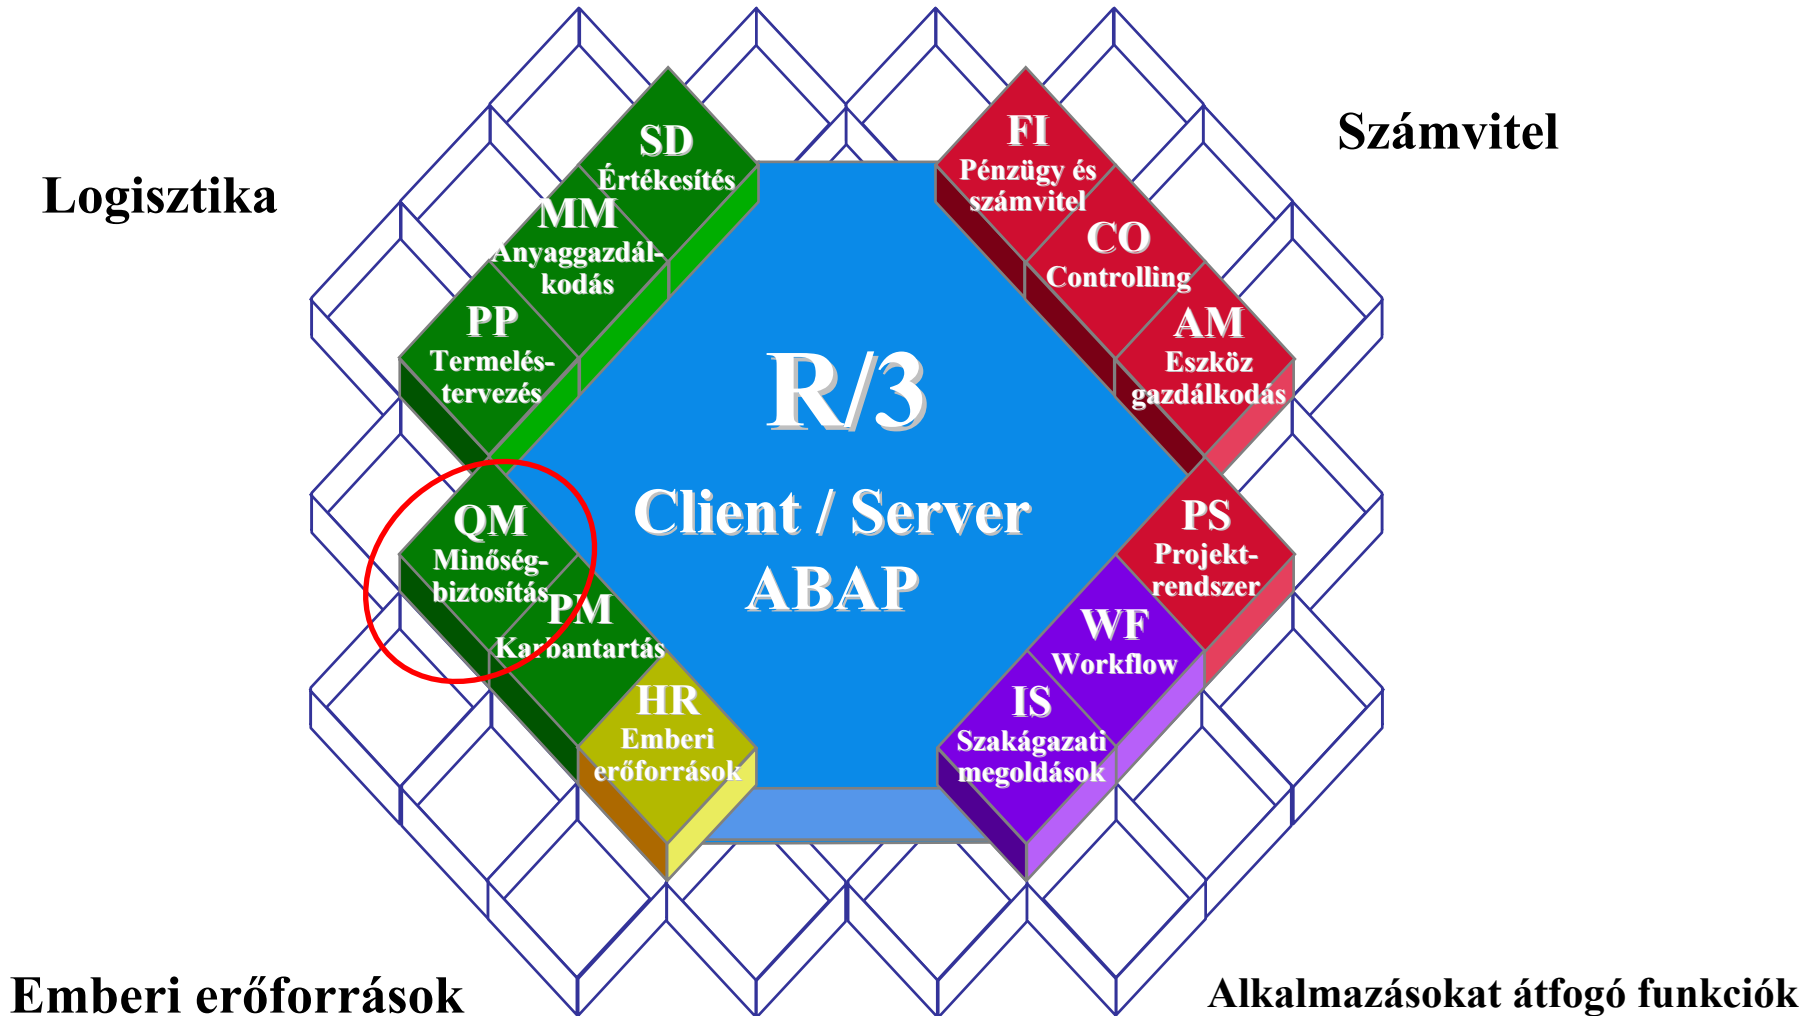 Logisztika
Számvitel
SD
Értékesítés
MM
Anyaggazdál-
kodás
PP
Termelés-
tervezés
QM
Minőség-
biztosítás
PM
Karbantartás
HR
Emberi
erőforrások
R/3
Client / Server
ABAP
FI
Pénzügy és
számvitel
CO
Controlling
AM
Eszköz
gazdálkodás
PS
Projekt-
rendszer
WF
Workflow
IS
Szakágazati
megoldások
Emberi erőforrások
Alkalmazásokat átfogó funkciók